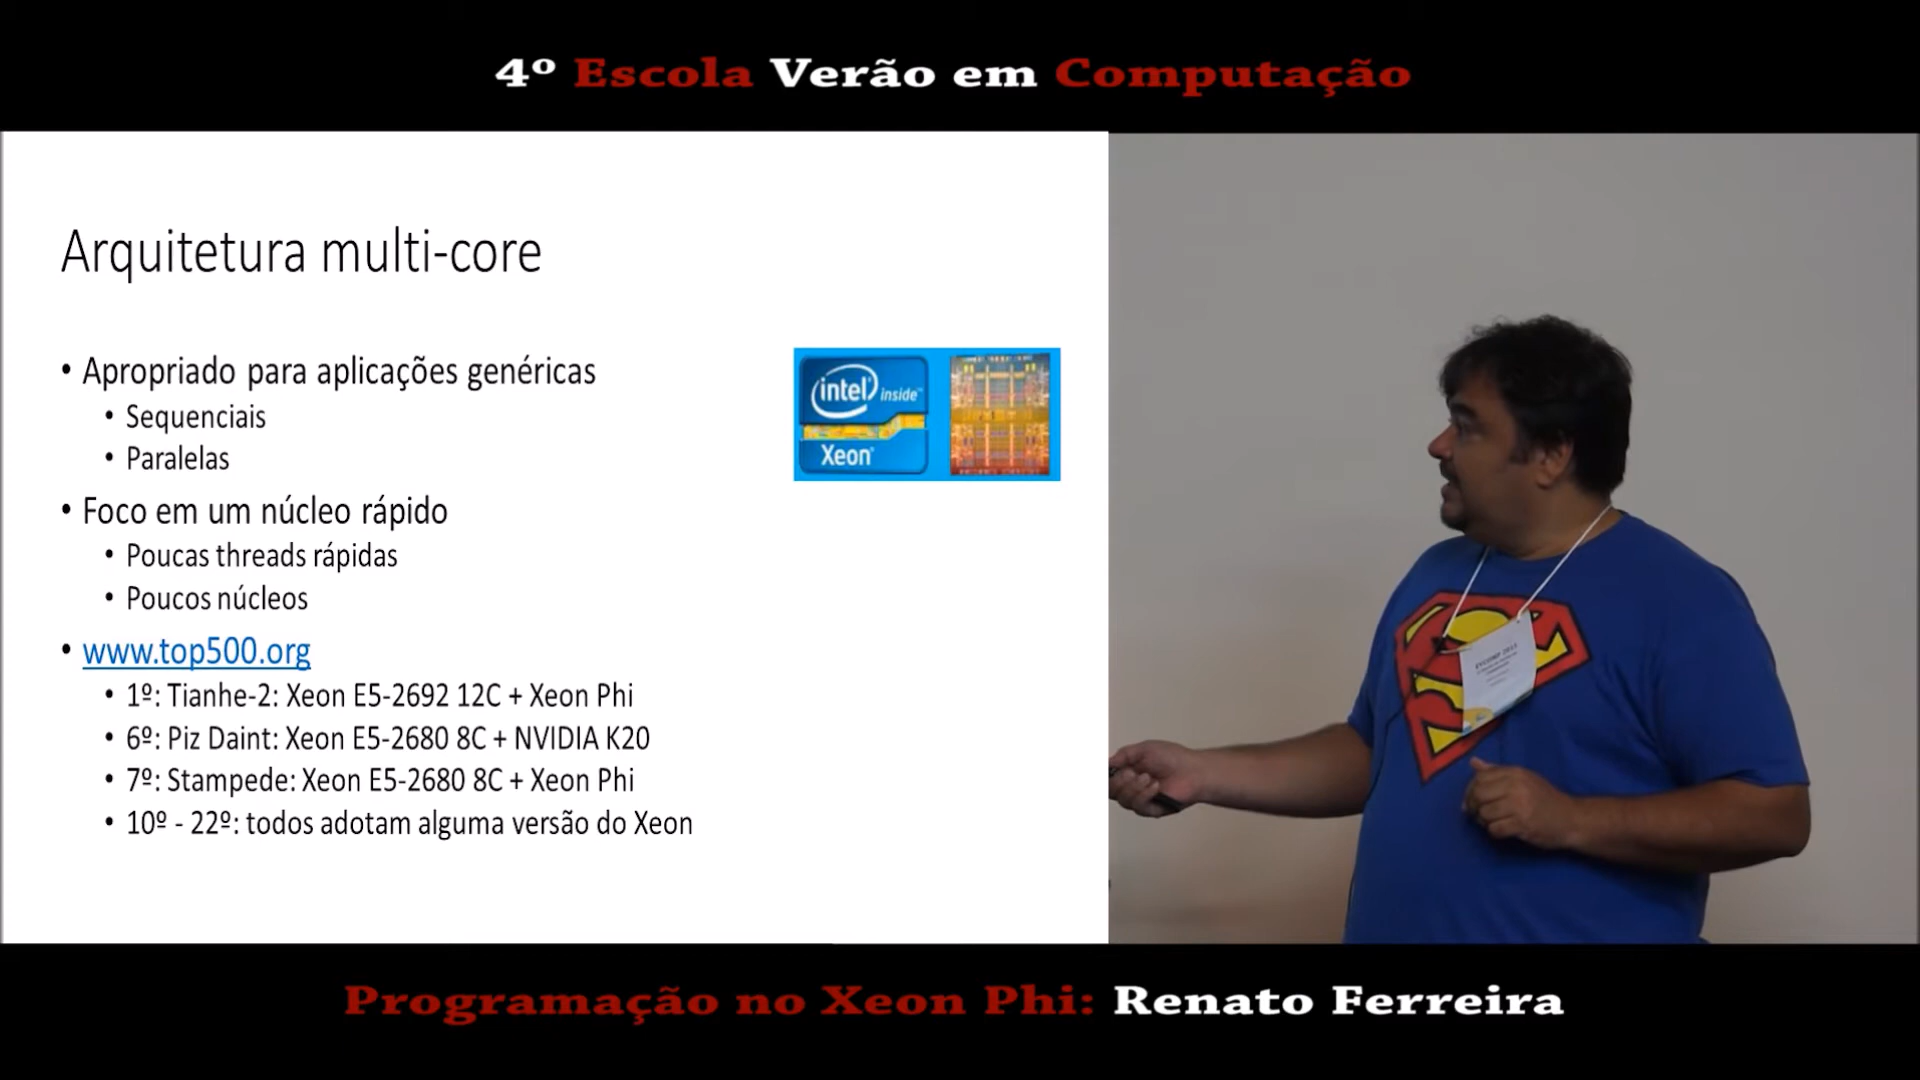 4º Escola Verão em Computação
Arquitetura multi-core
• Apropriado para aplicações genéricas
• Sequenciais
• Paralelas
• Foco em um núcleo rápido
• Poucas threads rápidas
• Poucos núcleos
• www.top500.org
• 1º: Tianhe-2: Xeon E5-2692 12C + Xeon Phi
• 6º: Piz Daint: Xeon E5-2680 8C + NVIDIA K20
• 7º: Stampede: Xeon E5-2680 8C + Xeon Phi
• 10º - 22º: todos adotam alguma versão do Xeon
intel inside™
Xeon®
Programação no Xeon Phi: Renato Ferreira